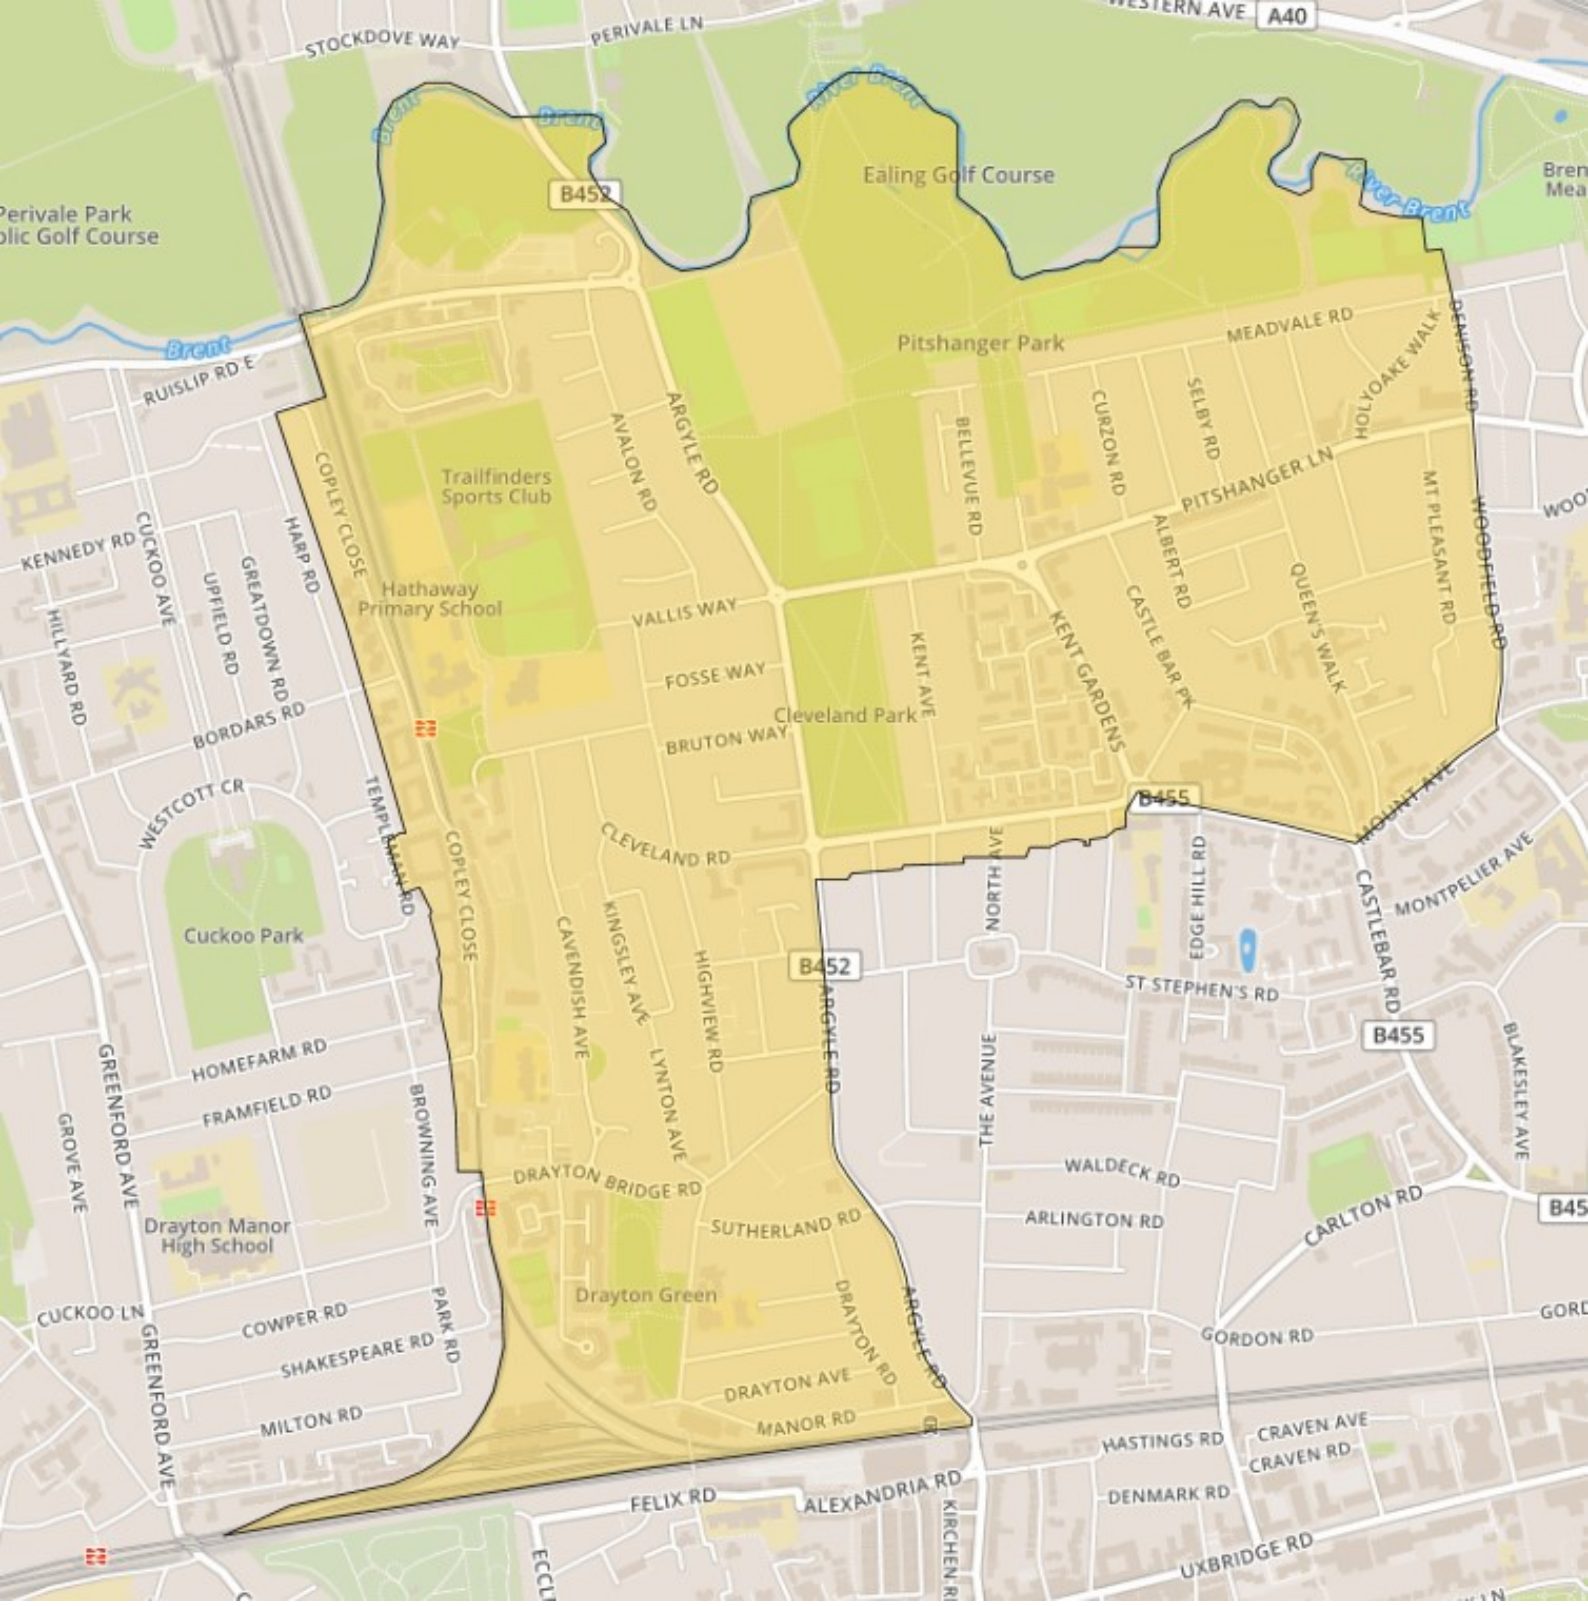 WESTERN AVE
A40
STOCKDOVE WAY
PERIVALE LN
Brent
Brent
River Brent
B452
Ealing Golf Course
River Brent
Bren
Mea
Perivale Park
blic Golf Course
Brent
RUISLIP RD E
Pitshanger Park
MEADVALE RD
DENISON RD
HOLYOAKE WALK
ARGYLE RD
AVALON RD
BELLEVUE RD
CURZON RD
SELBY RD
PITSHANGER LN
COPLEY CLOSE
Trailfinders
Sports Club
MT PLEASANT RD
WOODFIELD RD
WOO
KENNEDY RD
CUCKOO AVE
HARP RD
GREATDOWN RD
UPFIELD RD
HILLYARD RD
Hathaway
Primary School
VALLIS WAY
ALBERT RD
QUEEN'S WALK
CASTLE BAR PK
KENT GARDENS
KENT AVE
FOSSE WAY
Cleveland Park
BRUTON WAY
BORDARS RD
WESTCOTT CR
TEMPLEMAN RD
B455
MOUNT AVE
CLEVELAND RD
COPLEY CLOSE
NORTH AVE
EDGE HILL RD
MONTPELIER AVE
CASTLEBAR RD
Cuckoo Park
CAVENDISH AVE
KINGSLEY AVE
HIGHVIEW RD
B452
ST STEPHEN'S RD
ARGYLE RD
B455
HOMEFARM RD
GREENFORD AVE
FRAMFIELD RD
BROWNING AVE
LYNTON AVE
THE AVENUE
BLAKESLEY AVE
GROVE AVE
DRAYTON BRIDGE RD
WALDECK RD
CARLTON RD
B45
Drayton Manor
High School
SUTHERLAND RD
ARLINGTON RD
Drayton Green
DRAYTON RD
ARGYLE RD
CUCKOO LN
COWPER RD
PARK RD
GORDON RD
GORD
GREENFORD AVE
SHAKESPEARE RD
DRAYTON AVE
MILTON RD
MANOR RD
HASTINGS RD
CRAVEN AVE
CRAVEN RD
FELIX RD
ALEXANDRIA RD
KIRCHEN R
DENMARK RD
UXBRIDGE RD
ECCL
LN